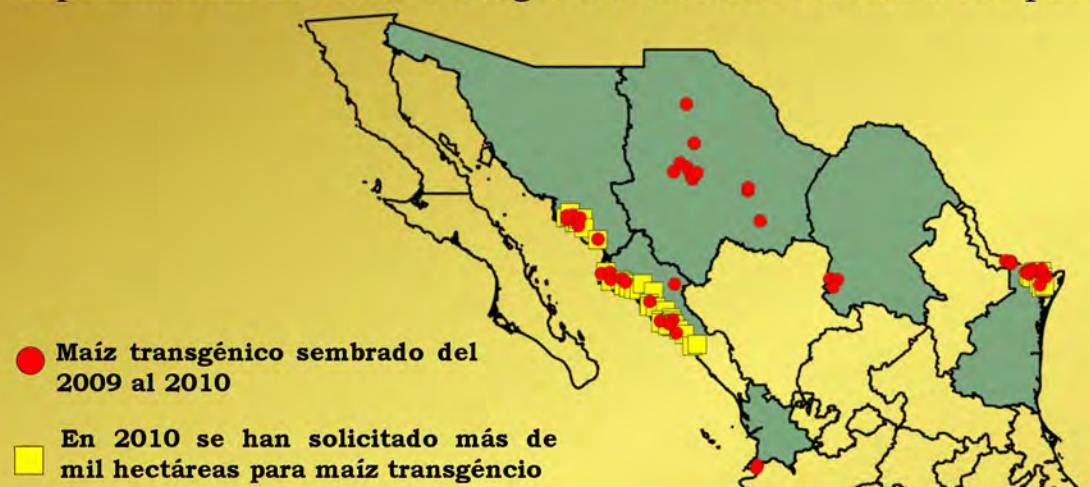 Maíz transgénico sembrado del
2009 al 2010
En 2010 se han solicitado más de
mil hectáreas para maíz transgéncio